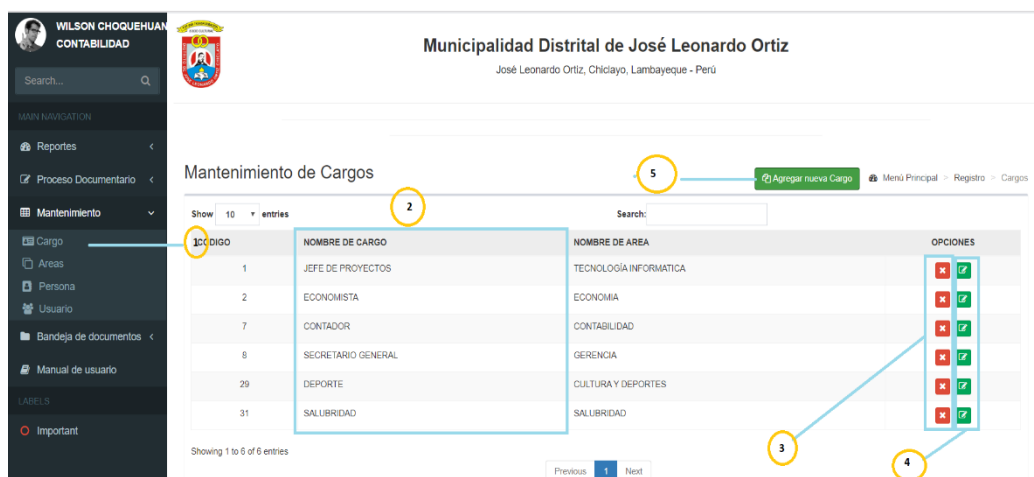 WILSON CHOQUEHUAN
CONTABILIDAD
Search...
MAIN NAVIGATION
Reportes
Proceso Documentario
Mantenimiento
Cargo
Areas
Persona
Usuario
Bandeja de documentos
Manual de usuario
LABELS
Important
Municipalidad Distrital de José Leonardo Ortiz
José Leonardo Ortiz, Chiclayo, Lambayeque - Perú
Mantenimiento de Cargos
5
Agregar nueva Cargo
Menú Principal > Registro > Cargos
Show 10 entries
2
Search:
1
CODIGO NOMBRE DE CARGO NOMBRE DE AREA OPCIONES
1 JEFE DE PROYECTOS TECNOLOGÍA INFORMATICA
2 ECONOMISTA ECONOMIA
7 CONTADOR CONTABILIDAD
8 SECRETARIO GENERAL GERENCIA
29 DEPORTE CULTURA Y DEPORTES
31 SALUBRIDAD SALUBRIDAD
Showing 1 to 6 of 6 entries
3
4
Previous 1 Next